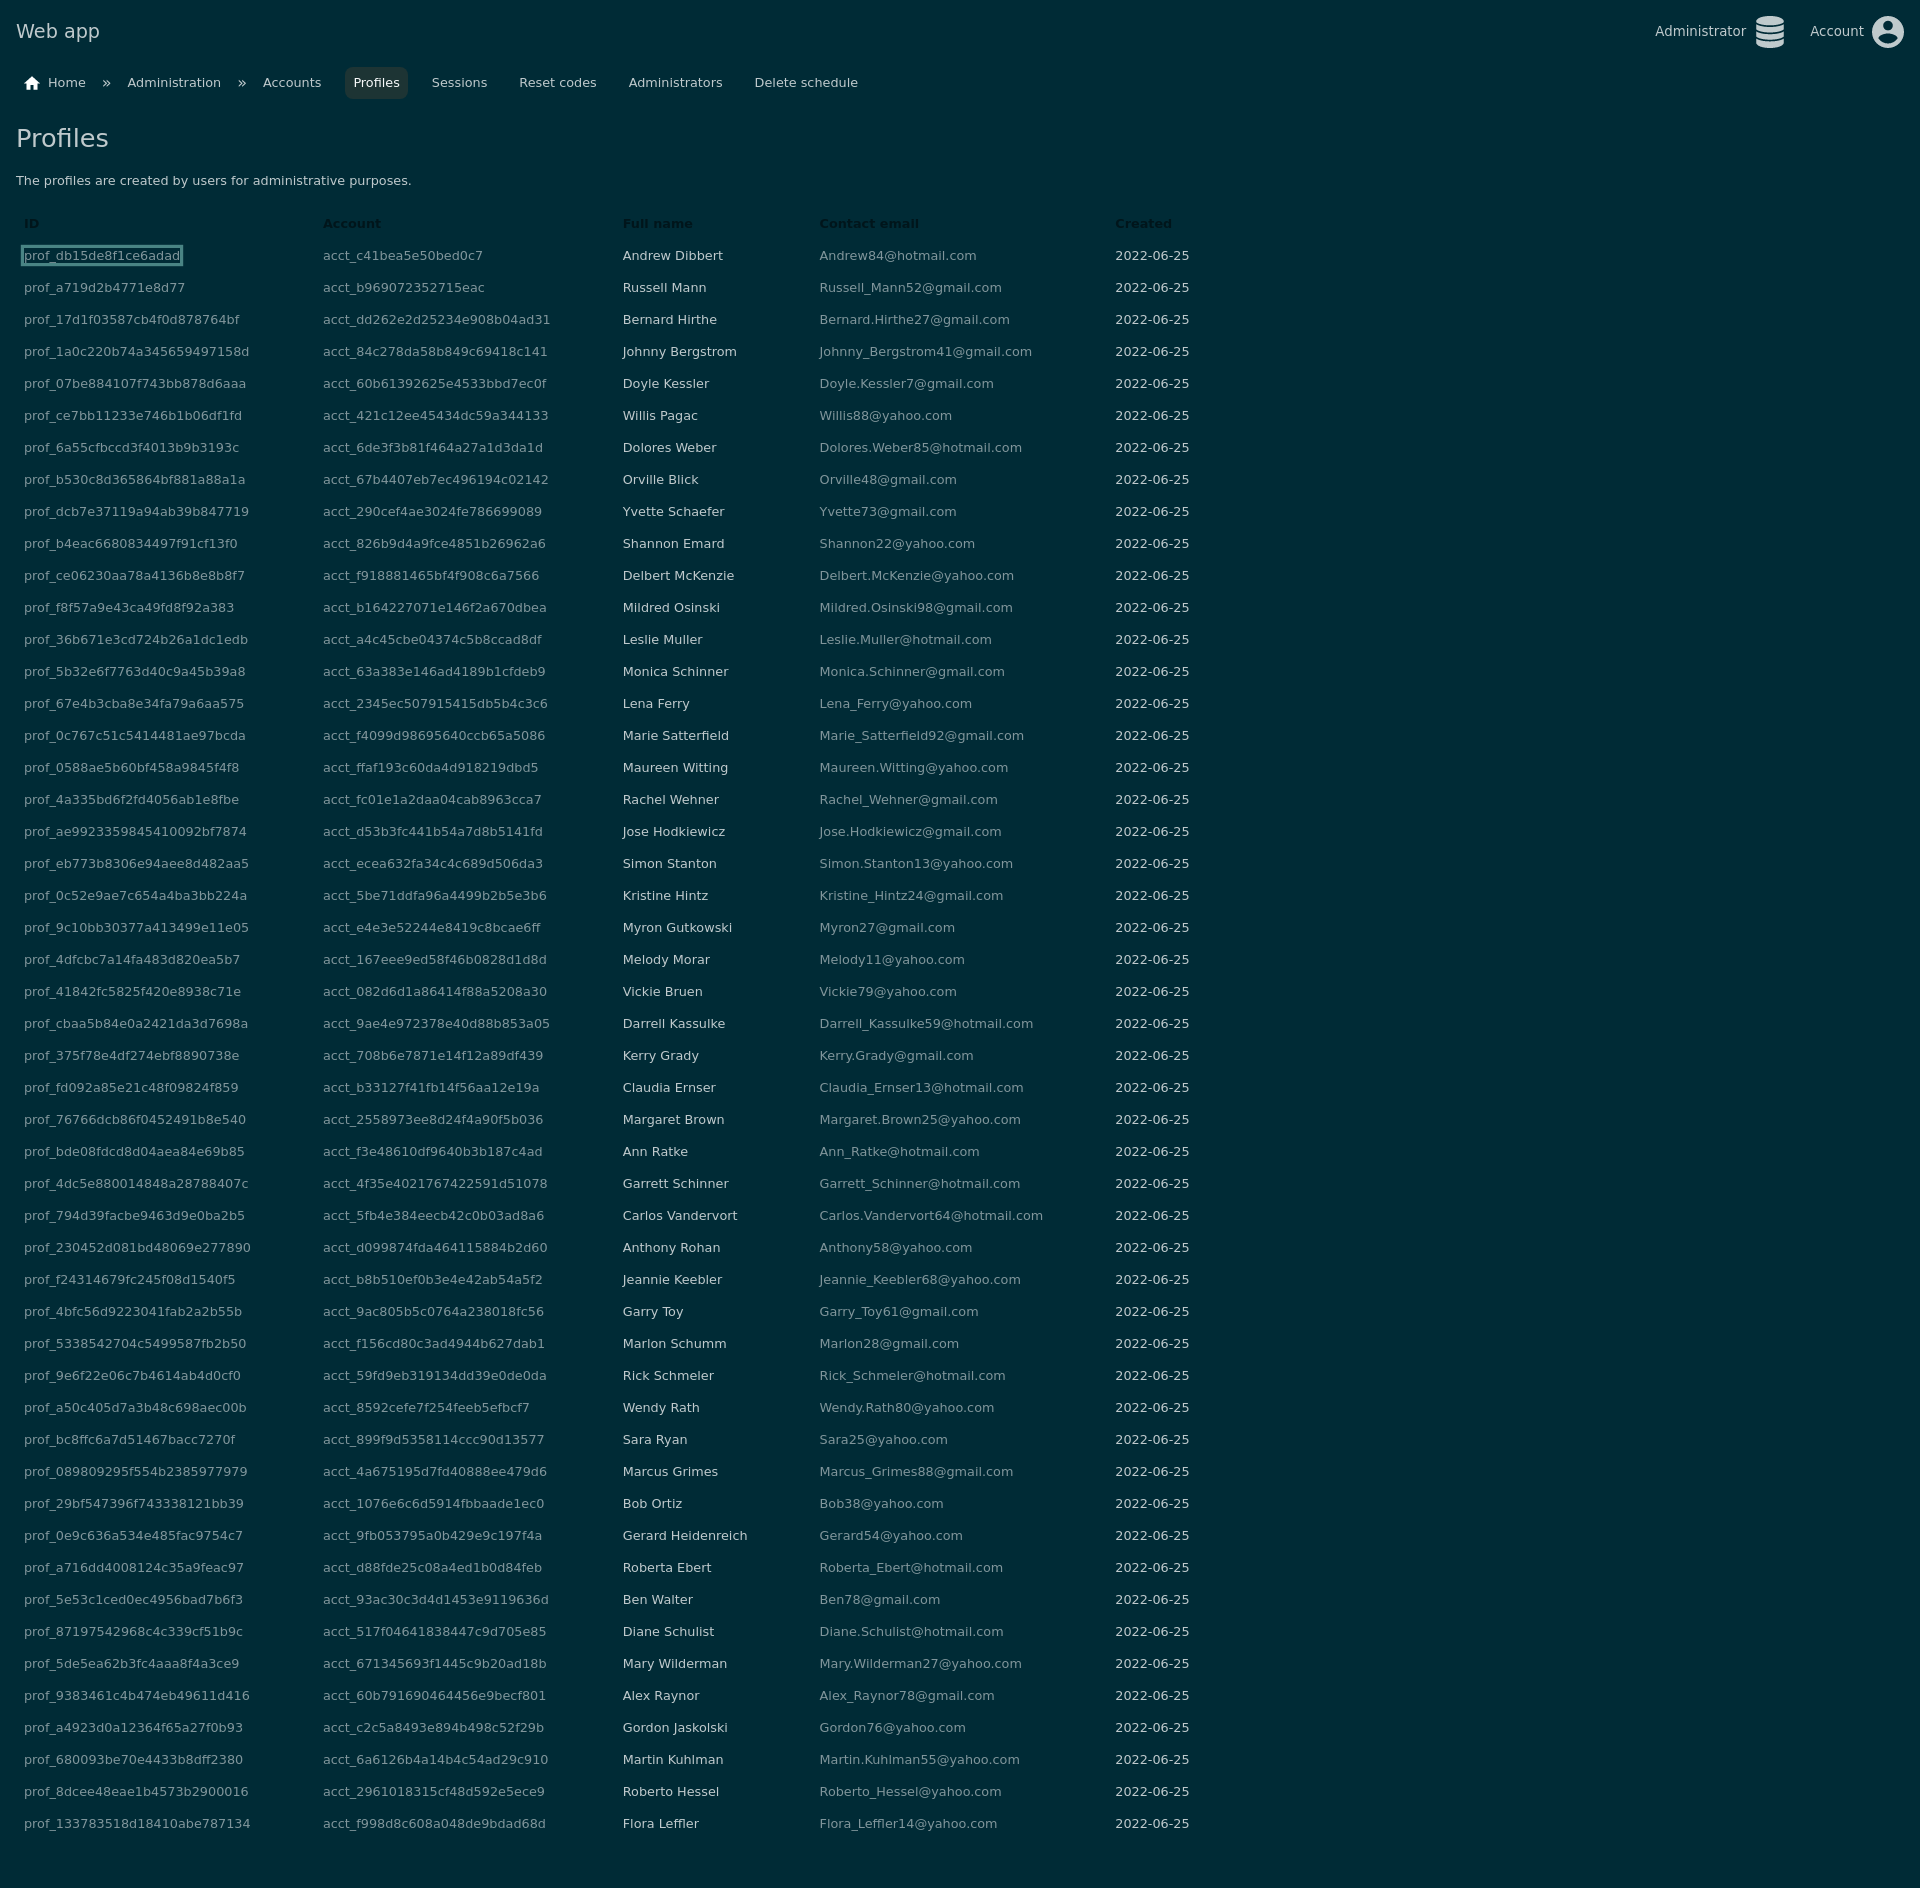 Web app
Administrator
Account
Home » Administration » Accounts Profiles Sessions Reset codes Administrators Delete schedule
Profiles
The profiles are created by users for administrative purposes.
ID Account Full name Contact email Created
prof_db15de8f1ce6adad acct_c41bea5e50bed0c7 Andrew Dibbert Andrew84@hotmail.com 2022-06-25
prof_a719d2b4771e8d77 acct_b969072352715eac Russell Mann Russell_Mann52@gmail.com 2022-06-25
prof_17d1f03587cb4f0d878764bf acct_dd262e2d25234e908b04ad31 Bernard Hirthe Bernard.Hirthe27@gmail.com 2022-06-25
prof_1a0c220b74a345659497158d acct_84c278da58b849c69418c141 Johnny Bergstrom Johnny_Bergstrom41@gmail.com 2022-06-25
prof_07be884107f743bb878d6aaa acct_60b61392625e4533bbd7ec0f Doyle Kessler Doyle.Kessler7@gmail.com 2022-06-25
prof_ce7bb11233e746b1b06df1fd acct_421c12ee45434dc59a344133 Willis Pagac Willis88@yahoo.com 2022-06-25
prof_6a55cfbccd3f4013b9b3193c acct_6de3f3b81f464a27a1d3da1d Dolores Weber Dolores.Weber85@hotmail.com 2022-06-25
prof_b530c8d365864bf881a88a1a acct_67b4407eb7ec496194c02142 Orville Blick Orville48@gmail.com 2022-06-25
prof_dcb7e37119a94ab39b847719 acct_290cef4ae3024fe786699089 Yvette Schaefer Yvette73@gmail.com 2022-06-25
prof_b4eac6680834497f91cf13f0 acct_826b9d4a9fce4851b26962a6 Shannon Emard Shannon22@yahoo.com 2022-06-25
prof_ce06230aa78a4136b8e8b8f7 acct_f918881465bf4f908c6a7566 Delbert McKenzie Delbert.McKenzie@yahoo.com 2022-06-25
prof_f8f57a9e43ca49fd8f92a383 acct_b164227071e146f2a670dbea Mildred Osinski Mildred.Osinski98@gmail.com 2022-06-25
prof_36b671e3cd724b26a1dc1edb acct_a4c45cbe04374c5b8ccad8df Leslie Muller Leslie.Muller@hotmail.com 2022-06-25
prof_5b32e6f7763d40c9a45b39a8 acct_63a383e146ad4189b1cfdeb9 Monica Schinner Monica.Schinner@gmail.com 2022-06-25
prof_67e4b3cba8e34fa79a6aa575 acct_2345ec507915415db5b4c3c6 Lena Ferry Lena_Ferry@yahoo.com 2022-06-25
prof_0c767c51c5414481ae97bcda acct_f4099d98695640ccb65a5086 Marie Satterfield Marie_Satterfield92@gmail.com 2022-06-25
prof_0588ae5b60bf458a9845f4f8 acct_ffaf193c60da4d918219dbd5 Maureen Witting Maureen.Witting@yahoo.com 2022-06-25
prof_4a335bd6f2fd4056ab1e8fbe acct_fc01e1a2daa04cab8963cca7 Rachel Wehner Rachel_Wehner@gmail.com 2022-06-25
prof_ae9923359845410092bf7874 acct_d53b3fc441b54a7d8b5141fd Jose Hodkiewicz Jose.Hodkiewicz@gmail.com 2022-06-25
prof_eb773b8306e94aee8d482aa5 acct_ecea632fa34c4c689d506da3 Simon Stanton Simon.Stanton13@yahoo.com 2022-06-25
prof_0c52e9ae7c654a4ba3bb224a acct_5be71ddfa96a4499b2b5e3b6 Kristine Hintz Kristine_Hintz24@gmail.com 2022-06-25
prof_9c10bb30377a413499e11e05 acct_e4e3e52244e8419c8bcae6ff Myron Gutkowski Myron27@gmail.com 2022-06-25
prof_4dfcbc7a14fa483d820ea5b7 acct_167eee9ed58f46b0828d1d8d Melody Morar Melody11@yahoo.com 2022-06-25
prof_41842fc5825f420e8938c71e acct_082d6d1a86414f88a5208a30 Vickie Bruen Vickie79@yahoo.com 2022-06-25
prof_cbaa5b84e0a2421da3d7698a acct_9ae4e972378e40d88b853a05 Darrell Kassulke Darrell_Kassulke59@hotmail.com 2022-06-25
prof_375f78e4df274ebf8890738e acct_708b6e7871e14f12a89df439 Kerry Grady Kerry.Grady@gmail.com 2022-06-25
prof_fd092a85e21c48f09824f859 acct_b33127f41fb14f56aa12e19a Claudia Ernser Claudia_Ernser13@hotmail.com 2022-06-25
prof_76766dcb86f0452491b8e540 acct_2558973ee8d24f4a90f5b036 Margaret Brown Margaret.Brown25@yahoo.com 2022-06-25
prof_bde08fdcd8d04aea84e69b85 acct_f3e48610df9640b3b187c4ad Ann Ratke Ann_Ratke@hotmail.com 2022-06-25
prof_4dc5e880014848a28788407c acct_4f35e4021767422591d51078 Garrett Schinner Garrett_Schinner@hotmail.com 2022-06-25
prof_794d39facbe9463d9e0ba2b5 acct_5fb4e384eecb42c0b03ad8a6 Carlos Vandervort Carlos.Vandervort64@hotmail.com 2022-06-25
prof_230452d081bd48069e277890 acct_d099874fda464115884b2d60 Anthony Rohan Anthony58@yahoo.com 2022-06-25
prof_f24314679fc245f08d1540f5 acct_b8b510ef0b3e4e42ab54a5f2 Jeannie Keebler Jeannie_Keebler68@yahoo.com 2022-06-25
prof_4bfc56d9223041fab2a2b55b acct_9ac805b5c0764a238018fc56 Garry Toy Garry_Toy61@gmail.com 2022-06-25
prof_5338542704c5499587fb2b50 acct_f156cd80c3ad4944b627dab1 Marlon Schumm Marlon28@gmail.com 2022-06-25
prof_9e6f22e06c7b4614ab4d0cf0 acct_59fd9eb319134dd39e0de0da Rick Schmeler Rick_Schmeler@hotmail.com 2022-06-25
prof_a50c405d7a3b48c698aec00b acct_8592cefe7f254feeb5efbcf7 Wendy Rath Wendy.Rath80@yahoo.com 2022-06-25
prof_bc8ffc6a7d51467bacc7270f acct_899f9d5358114ccc90d13577 Sara Ryan Sara25@yahoo.com 2022-06-25
prof_089809295f554b2385977979 acct_4a675195d7fd40888ee479d6 Marcus Grimes Marcus_Grimes88@gmail.com 2022-06-25
prof_29bf547396f743338121bb39 acct_1076e6c6d5914fbbaade1ec0 Bob Ortiz Bob38@yahoo.com 2022-06-25
prof_0e9c636a534e485fac9754c7 acct_9fb053795a0b429e9c197f4a Gerard Heidenreich Gerard54@yahoo.com 2022-06-25
prof_a716dd4008124c35a9feac97 acct_d88fde25c08a4ed1b0d84feb Roberta Ebert Roberta_Ebert@hotmail.com 2022-06-25
prof_5e53c1ced0ec4956bad7b6f3 acct_93ac30c3d4d1453e9119636d Ben Walter Ben78@gmail.com 2022-06-25
prof_87197542968c4c339cf51b9c acct_517f04641838447c9d705e85 Diane Schulist Diane.Schulist@hotmail.com 2022-06-25
prof_5de5ea62b3fc4aaa8f4a3ce9 acct_671345693f1445c9b20ad18b Mary Wilderman Mary.Wilderman27@yahoo.com 2022-06-25
prof_9383461c4b474eb49611d416 acct_60b791690464456e9becf801 Alex Raynor Alex_Raynor78@gmail.com 2022-06-25
prof_a4923d0a12364f65a27f0b93 acct_c2c5a8493e894b498c52f29b Gordon Jaskolski Gordon76@yahoo.com 2022-06-25
prof_680093be70e4433b8dff2380 acct_6a6126b4a14b4c54ad29c910 Martin Kuhlman Martin.Kuhlman55@yahoo.com 2022-06-25
prof_8dcee48eae1b4573b2900016 acct_2961018315cf48d592e5ece9 Roberto Hessel Roberto_Hessel@yahoo.com 2022-06-25
prof_133783518d18410abe787134 acct_f998d8c608a048de9bdad68d Flora Leffler Flora_Leffler14@yahoo.com 2022-06-25